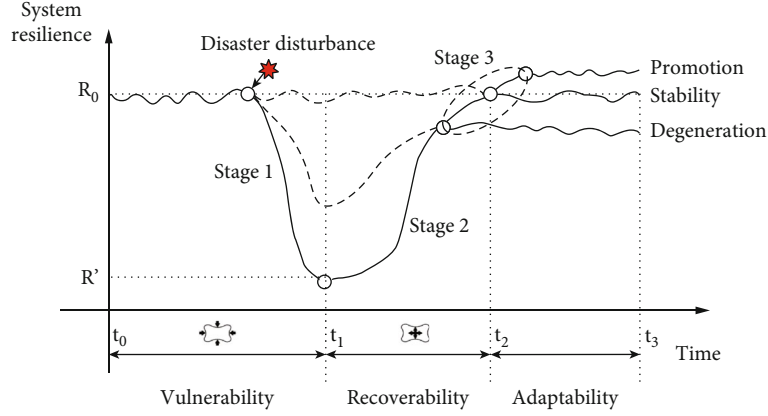 System
resilience
Disaster disturbance
Stage 3
Promotion
R0
Stability
Degeneration
Stage 1
Stage 2
R’
t0
t1
t2
t3
Time
Vulnerability
Recoverability
Adaptability